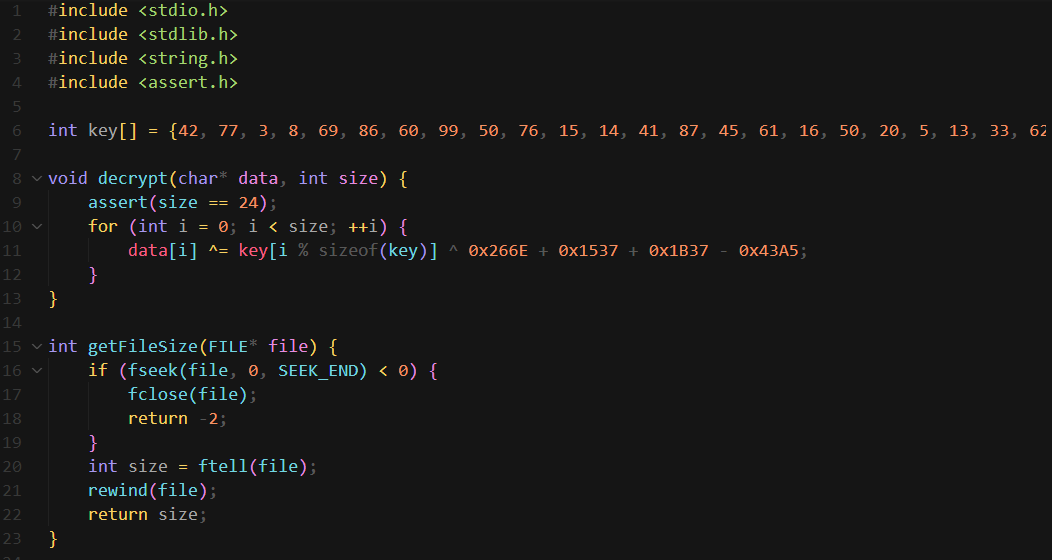 1 #include <stdio.h>
2 #include <stdlib.h>
3 #include <string.h>
4 #include <assert.h>
5
6 int key[] = {42, 77, 3, 8, 69, 86, 60, 99, 50, 76, 15, 14, 41, 87, 45, 61, 16, 50, 20, 5, 13, 33, 62
7
8 void decrypt(char* data, int size) {
9     assert(size == 24);
10     for (int i = 0; i < size; ++i) {
11         data[i] ^= key[i % sizeof(key)] ^ 0x266E + 0x1537 + 0x1B37 - 0x43A5;
12     }
13 }
14
15 int getFileSize(FILE* file) {
16     if (fseek(file, 0, SEEK_END) < 0) {
17         fclose(file);
18         return -2;
19     }
20     int size = ftell(file);
21     rewind(file);
22     return size;
23 }